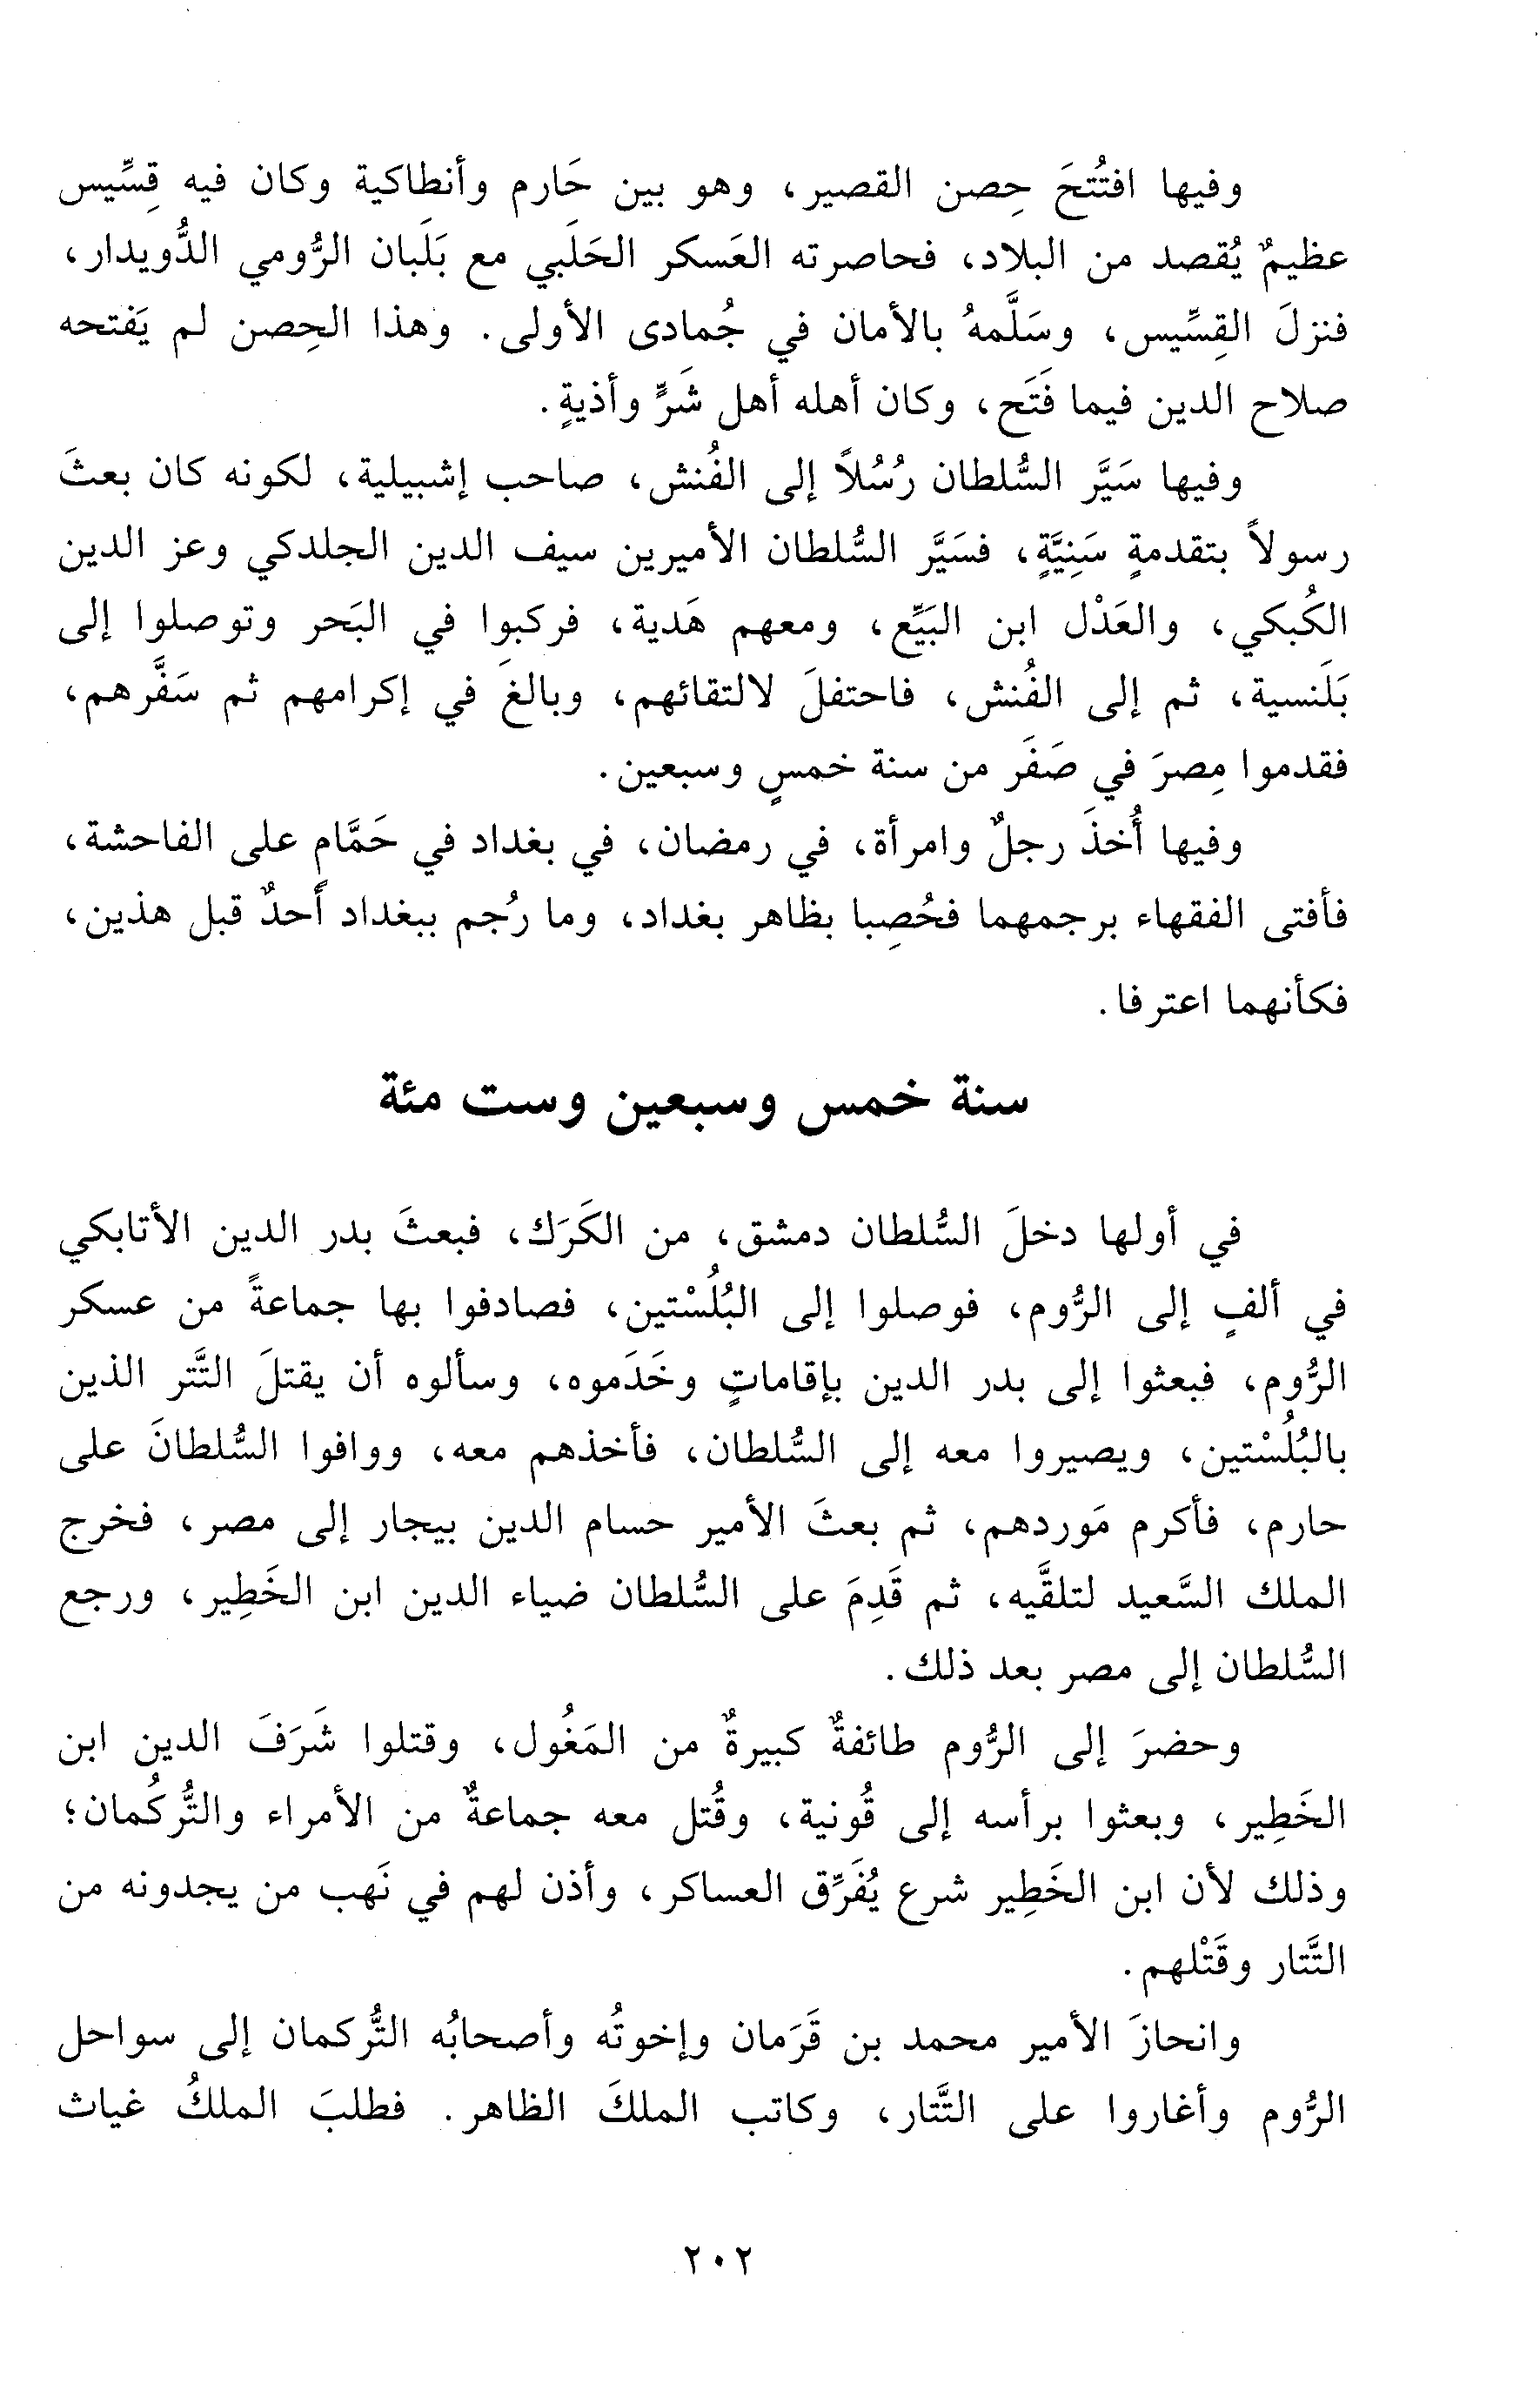 وفيها افتُتحَ حِصن القصير، وهو بين حَارم وأنطاكية وكان فيه قِسِّيس
عظيمٌ يُقصد من البلاد، فحاصرته العَسكر الحَلَبي مع بَلَبان الرُّومي الدُّويدار،
فنزلَ القِسِّيس، وسَلَّمهُ بالأمان في جُمادى الأولى. وهذا الحِصن لم يَفتحه
صلاح الدين فيما فَتَح، وكان أهله أهل شَرٍّ وأذيةٍ.
وفيها سَيَّر السُّلطان رُسُلاً إلى الفُنش، صاحب إشبيلية، لكونه كان بعثَ
رسولاً بتقدمةٍ سَنِيَّةٍ، فسَيَّر السُّلطان الأميرين سيف الدين الجلدكي وعز الدين
الكُبكي، والعَدْل ابن البَيِّع، ومعهم هَدية، فركبوا في البَحر وتوصلوا إلى
بَلَنسية، ثم إلى الفُنش، فاحتفلَ لالتقائهم، وبالغَ في إكرامهم ثم سَفَّرهم،
فقدموا مِصرَ في صَفَر من سنة خمسٍ وسبعين.
وفيها أُخذَ رجلٌ وامرأة، في رمضان، في بغداد في حَمَّامٍ على الفاحشة،
فأفتى الفقهاء برجمهما فحُصِبا بظاهر بغداد، وما رُجم ببغداد أحدٌ قبل هذين،
فكأنهما اعترفا.
سنة خمس وسبعين وست مئة
في أولها دخلَ السُّلطان دمشق، من الكَرَك، فبعثَ بدر الدين الأتابكي
في ألفٍ إلى الرُّوم، فوصلوا إلى البُلُسْتين، فصادفوا بها جماعةً من عسكر
الرُّوم، فبعثوا إلى بدر الدين بإقاماتٍ وخَدَموه، وسألوه أن يقتلَ التَّتر الذين
بالبُلُسْتين، ويصيروا معه إلى السُّلطان، فأخذهم معه، ووافوا السُّلطانَ على
حارم، فأكرم مَوردهم، ثم بعثَ الأمير حسام الدين بيجار إلى مصر، فخرج
الملك السَّعيد لتلقَّيه، ثم قَدِمَ على السُّلطان ضياء الدين ابن الخَطِير، ورجع
السُّلطان إلى مصر بعد ذلك.
وحضرَ إلى الرُّوم طائفةٌ كبيرةٌ من المَغُول، وقتلوا شَرَفَ الدين ابن
الخَطِير، وبعثوا برأسه إلى قُونية، وقُتل معه جماعةٌ من الأمراء والتُّركُمان؛
وذلك لأن ابن الخَطِير شرع يُفَرِّق العساكر، وأذن لهم في نَهب من يجدونه من
التَّتار وقَتْلهم.
وانحازَ الأمير محمد بن قَرَمان وإخوتُه وأصحابُه التُّركمان إلى سواحل
الرُّوم وأغاروا على التَّتار، وكاتب الملكَ الظاهر. فطلبَ الملكُ غياث
٢٠٢